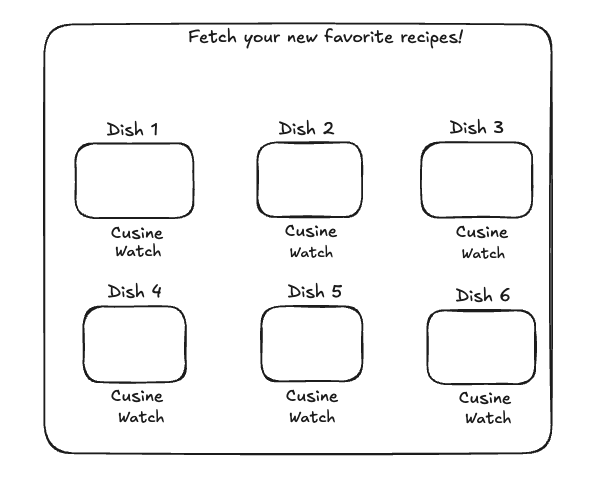 Fetch your new favorite recipes!
Dish 1
Dish 2
Dish 3
Cusine
Watch
Cusine
Watch
Cusine
Watch
Dish 4
Dish 5
Dish 6
Cusine
Watch
Cusine
Watch
Cusine
Watch